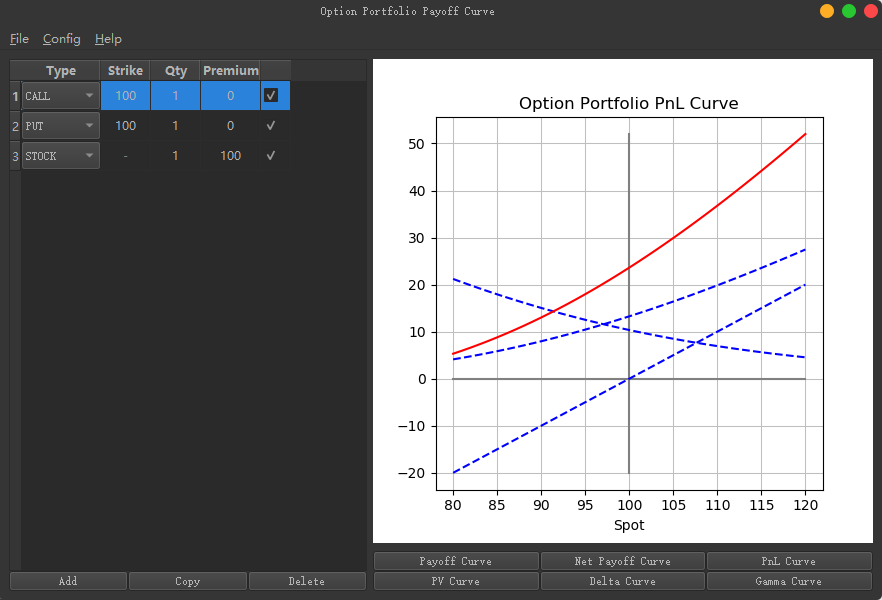 Option Portfolio Payoff Curve
File Config Help
Type Strike Qty Premium
1 CALL 100 1 0
2 PUT 100 1 0
3 STOCK - 1 100
Option Portfolio PnL Curve
50
40
30
20
10
0
−10
−20
80 85 90 95 100 105 110 115 120
Spot
Payoff Curve Net Payoff Curve PnL Curve
Add Copy Delete PV Curve Delta Curve Gamma Curve